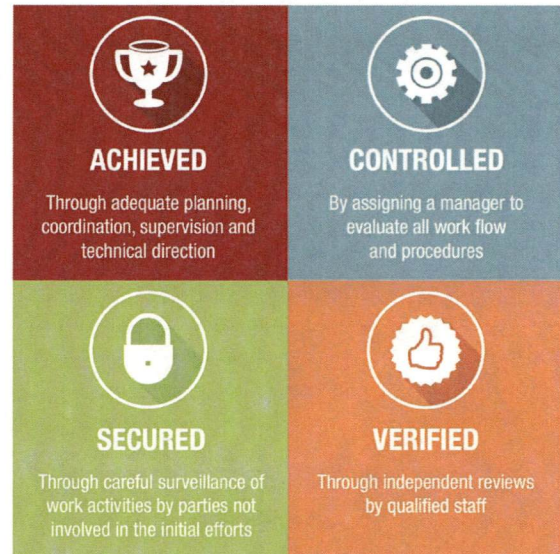 ACHIEVED
Through adequate planning,
coordination, supervision and
technical direction
CONTROLLED
By assigning a manager to
evaluate all work flow
and procedures
SECURED
Through careful surveillance of
work activities by parties not
involved in the initial efforts
VERIFIED
Through independent reviews
by qualified staff